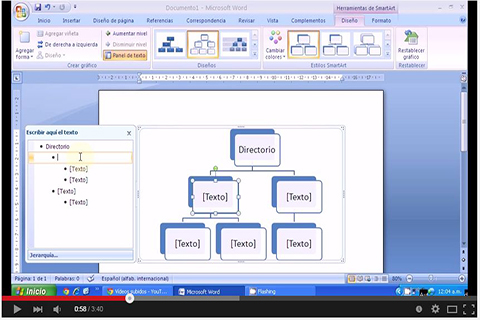 Documento1 - Microsoft Word
Herramientas de SmartArt
Inicio Insertar Diseño de página Referencias Correspondencia Revisar Vista Complementos Diseño Formato
Agregar viñeta Aumentar nivel
De derecha a izquierda Disminuir nivel
Agregar forma Diseño Panel de texto
Cambiar colores
Restablecer gráfico
Crear gráfico Diseños Estilos SmartArt Restablecer
Escribir aquí el texto
Directorio
[Texto]
[Texto]
[Texto]
[Texto]
Jerarquía...
Directorio
[Texto] [Texto]
[Texto] [Texto] [Texto]
Página: 1 de 1 Palabras: 0 Español (alfab. internacional) 80%
Inicio Videos subidos - YouT... Microsoft Word Flashing 12:04 a.m.
0:58 / 3:40